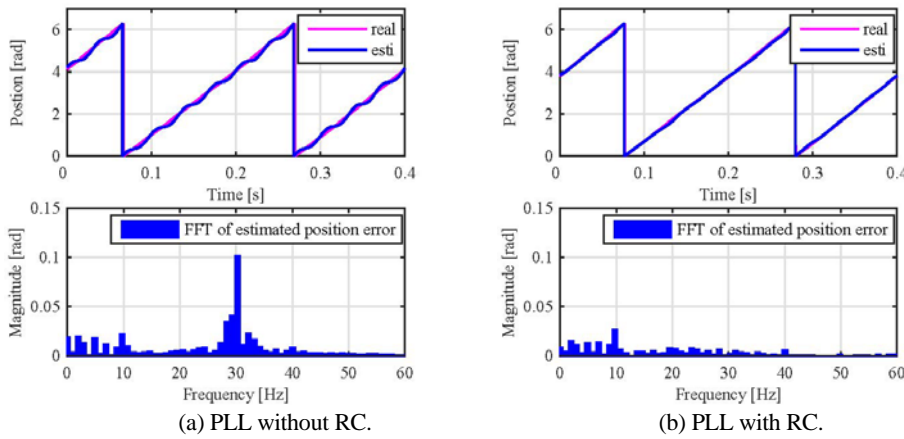 6
4
2
0
Postion [rad]
real
esti
0 0.1 0.2 0.3 0.4
Time [s]
0.15
0.1
0.05
0
Magnitude [rad]
FFT of estimated position error
0 10 20 30 40 50 60
Frequency [Hz]
(a) PLL without RC.
6
4
2
0
Postion [rad]
real
esti
0 0.1 0.2 0.3 0.4
Time [s]
0.15
0.1
0.05
0
Magnitude [rad]
FFT of estimated position error
0 10 20 30 40 50 60
Frequency [Hz]
(b) PLL with RC.